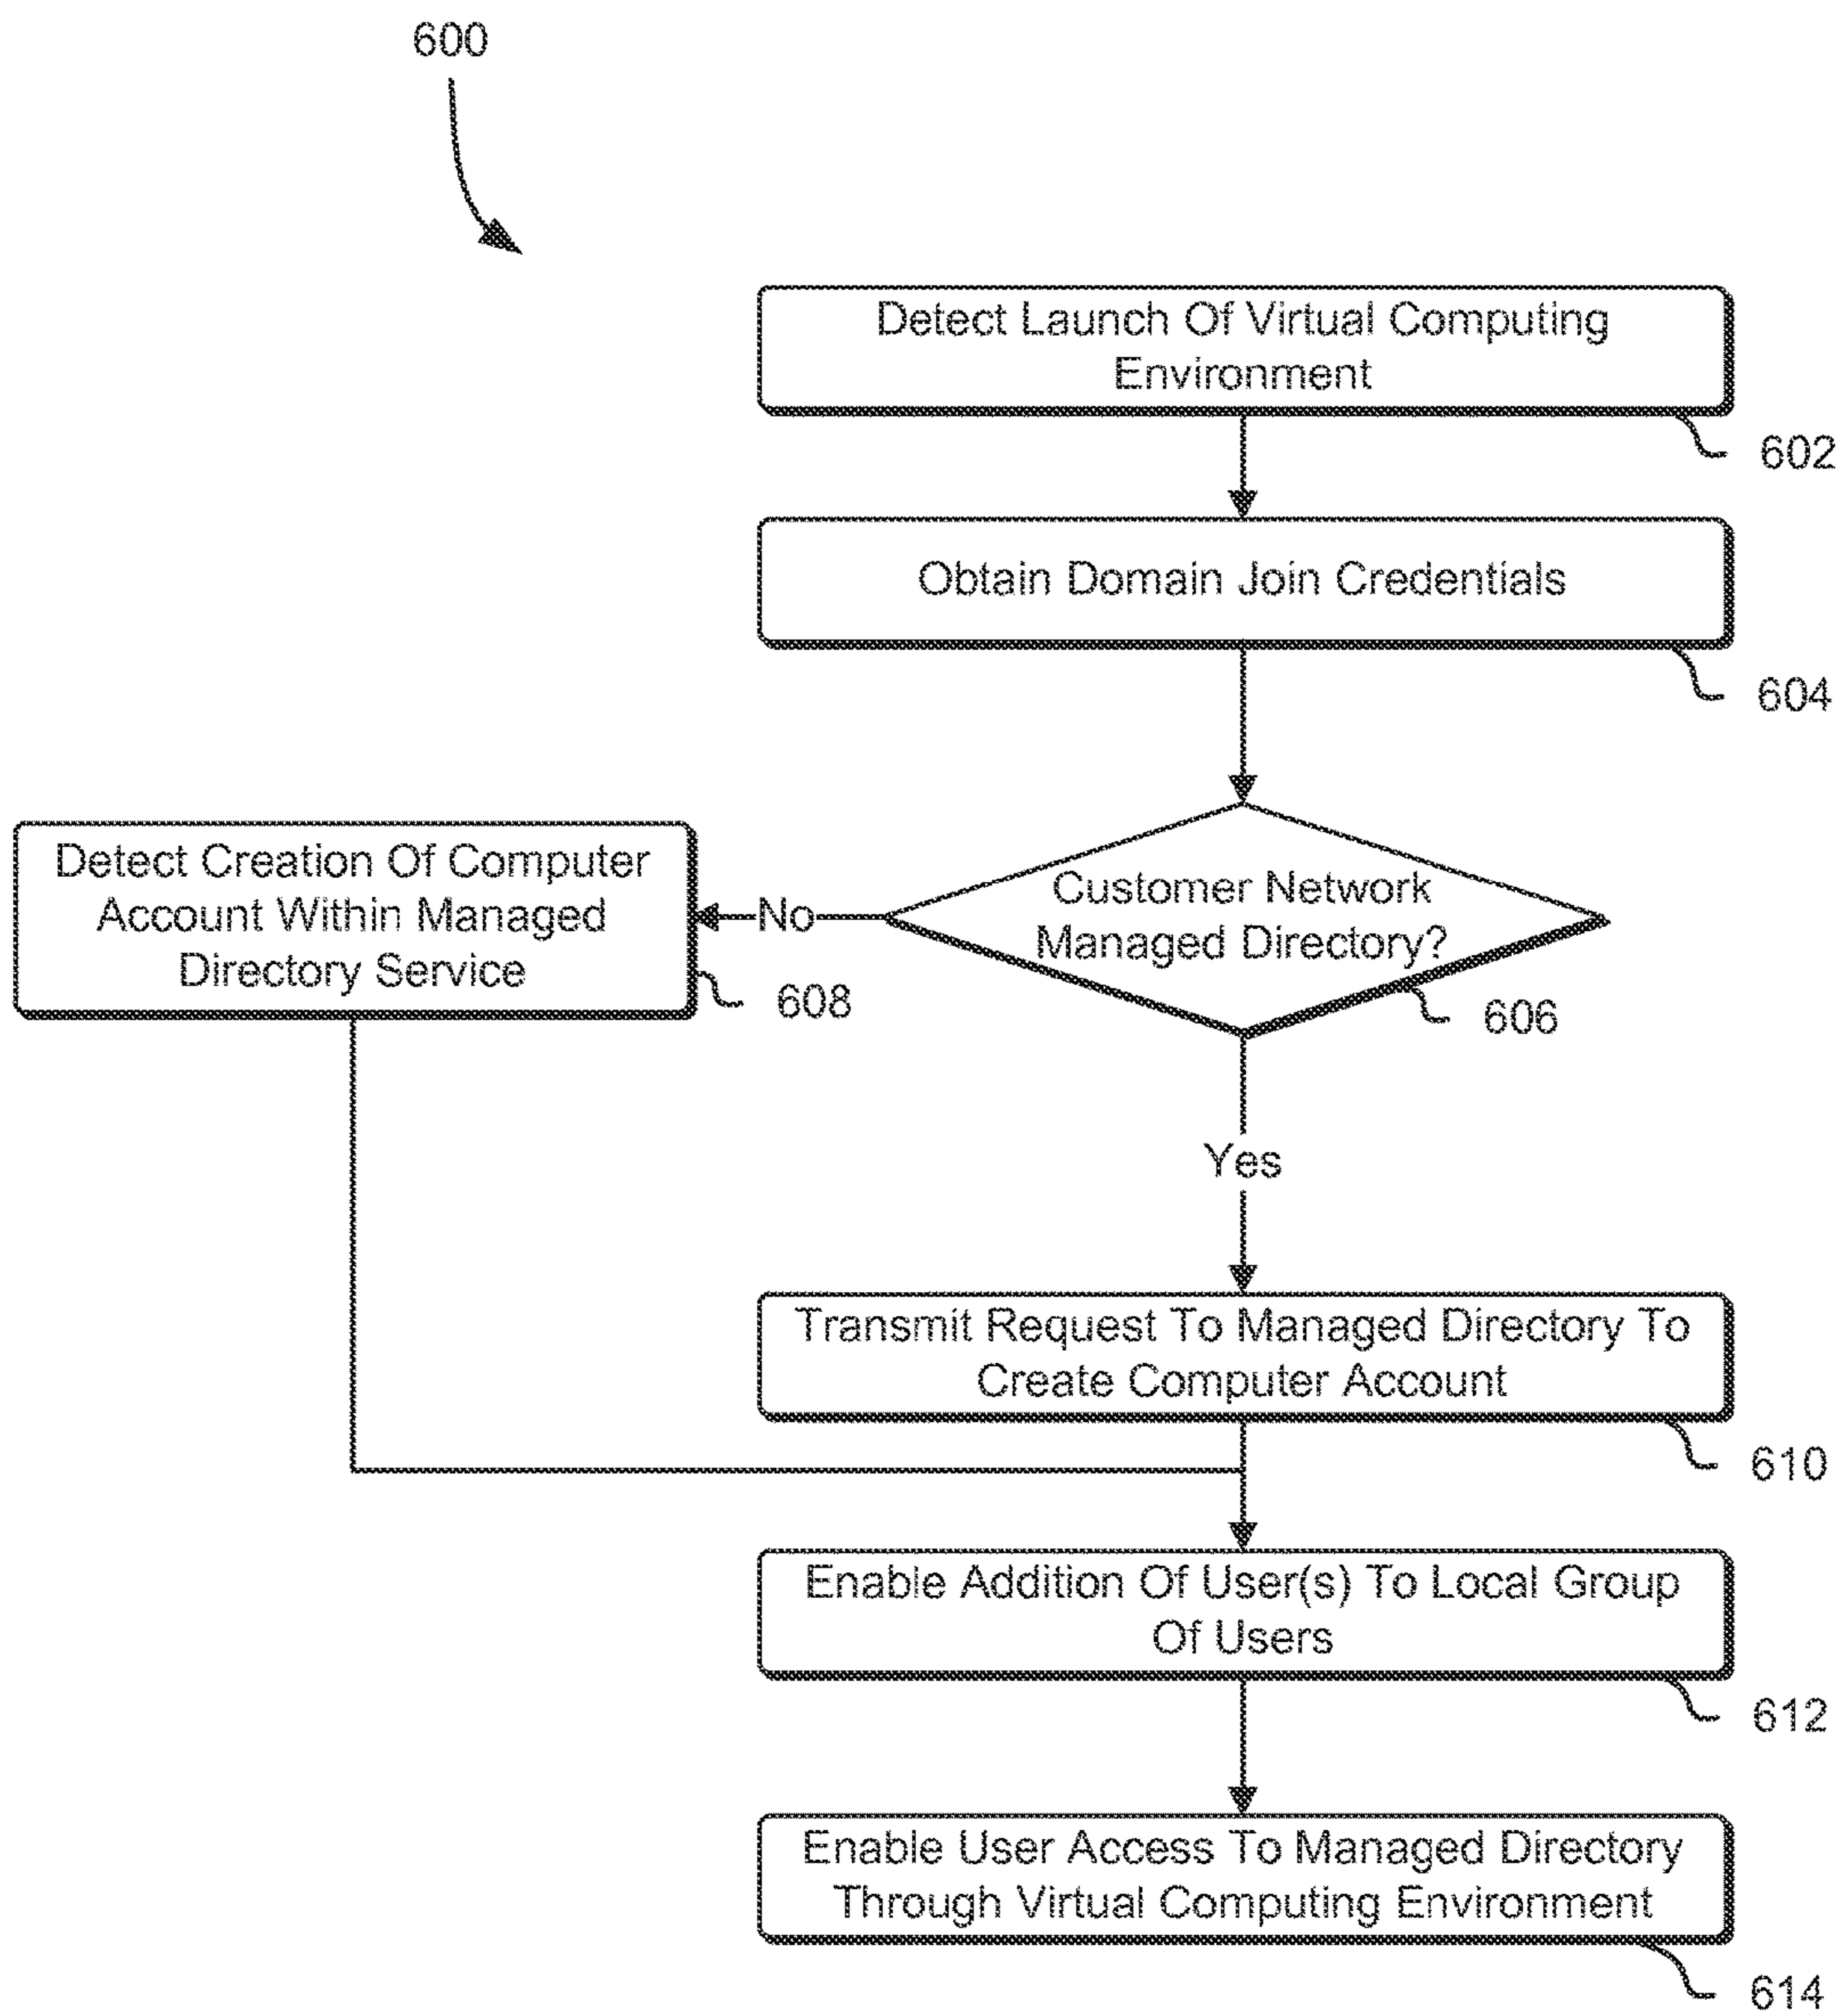 600
Detect Launch Of Virtual Computing
Environment
602
Obtain Domain Join Credentials
604
Customer Network
Managed Directory?
606
No
Detect Creation Of Computer
Account Within Managed
Directory Service
608
Yes
Transmit Request To Managed Directory To
Create Computer Account
610
Enable Addition Of User(s) To Local Group
Of Users
612
Enable User Access To Managed Directory
Through Virtual Computing Environment
614